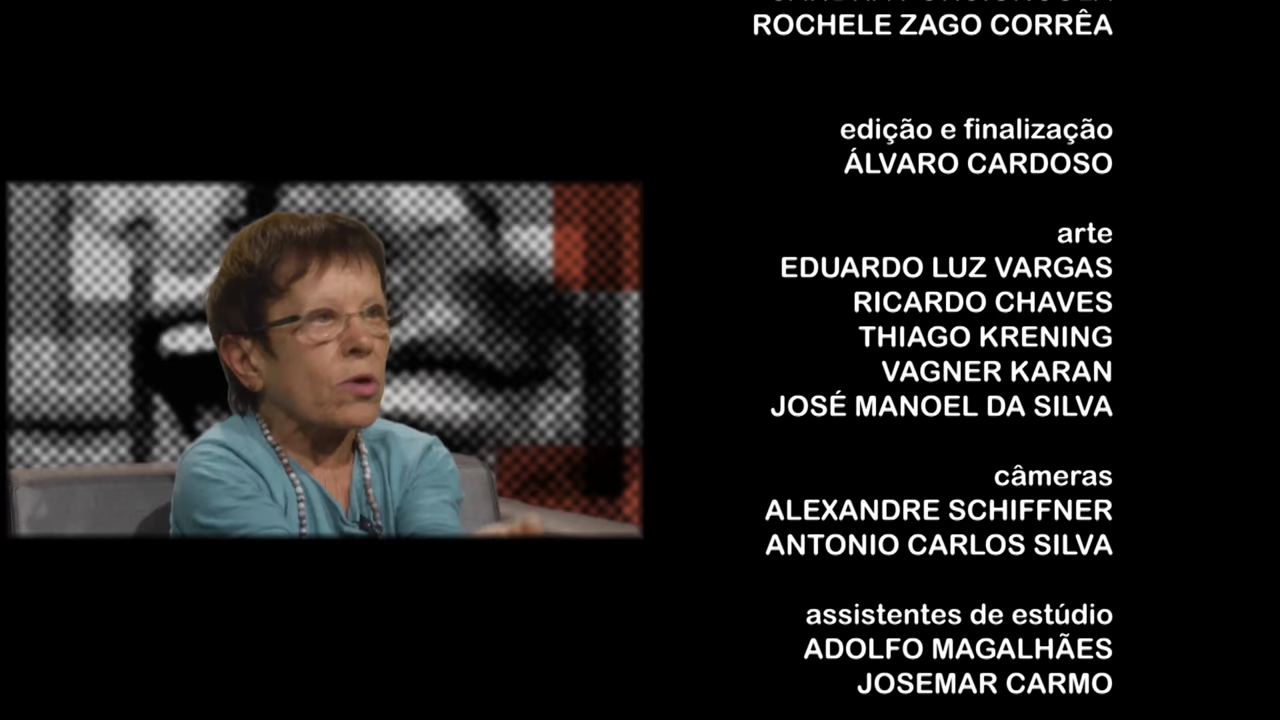 ROCHELE ZAGO CORRÊA
edição e finalização
ÁLVARO CARDOSO
arte
EDUARDO LUZ VARGAS
RICARDO CHAVES
THIAGO KRENING
VAGNER KARAN
JOSÉ MANOEL DA SILVA
câmeras
ALEXANDRE SCHIFFNER
ANTONIO CARLOS SILVA
assistentes de estúdio
ADOLFO MAGALHÃES
JOSEMAR CARMO